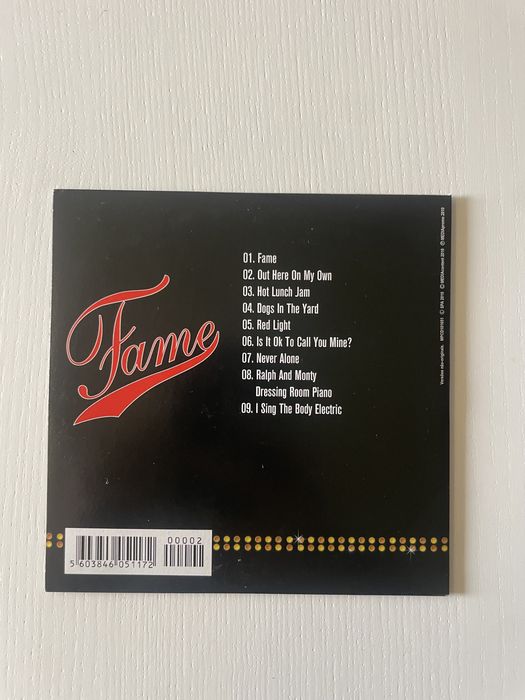 Fame
01. Fame
02. Out Here On My Own
03. Hot Lunch Jam
04. Dogs In The Yard
05. Red Light
06. Is It Ok To Call You Mine?
07. Never Alone
08. Ralph And Monty
Dressing Room Piano
09. I Sing The Body Electric
00002
5 603846 051172